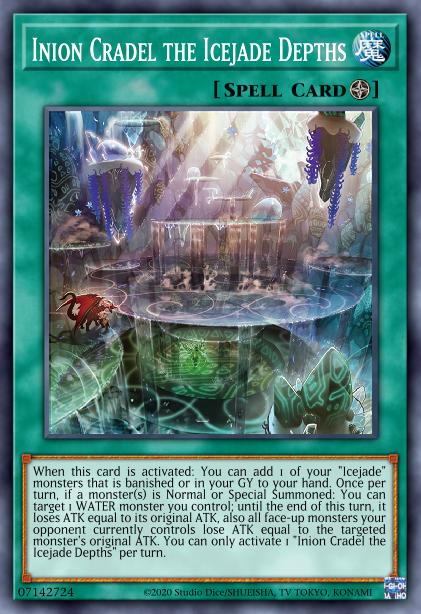 Inion Cradel the Icejade Depths
SPELL
魔
[Spell Card]
When this card is activated: You can add 1 of your "Icejade"
monsters that is banished or in your GY to your hand. Once per
turn, if a monster(s) is Normal or Special Summoned: You can
target 1 WATER monster you control; until the end of this turn, it
loses ATK equal to its original ATK, also all face-up monsters your
opponent currently controls lose ATK equal to the targeted
monster's original ATK. You can only activate 1 "Inion Cradel the
Icejade Depths" per turn.
07142724
©2020 Studio Dice/SHUEISHA, TV TOKYO, KONAMI